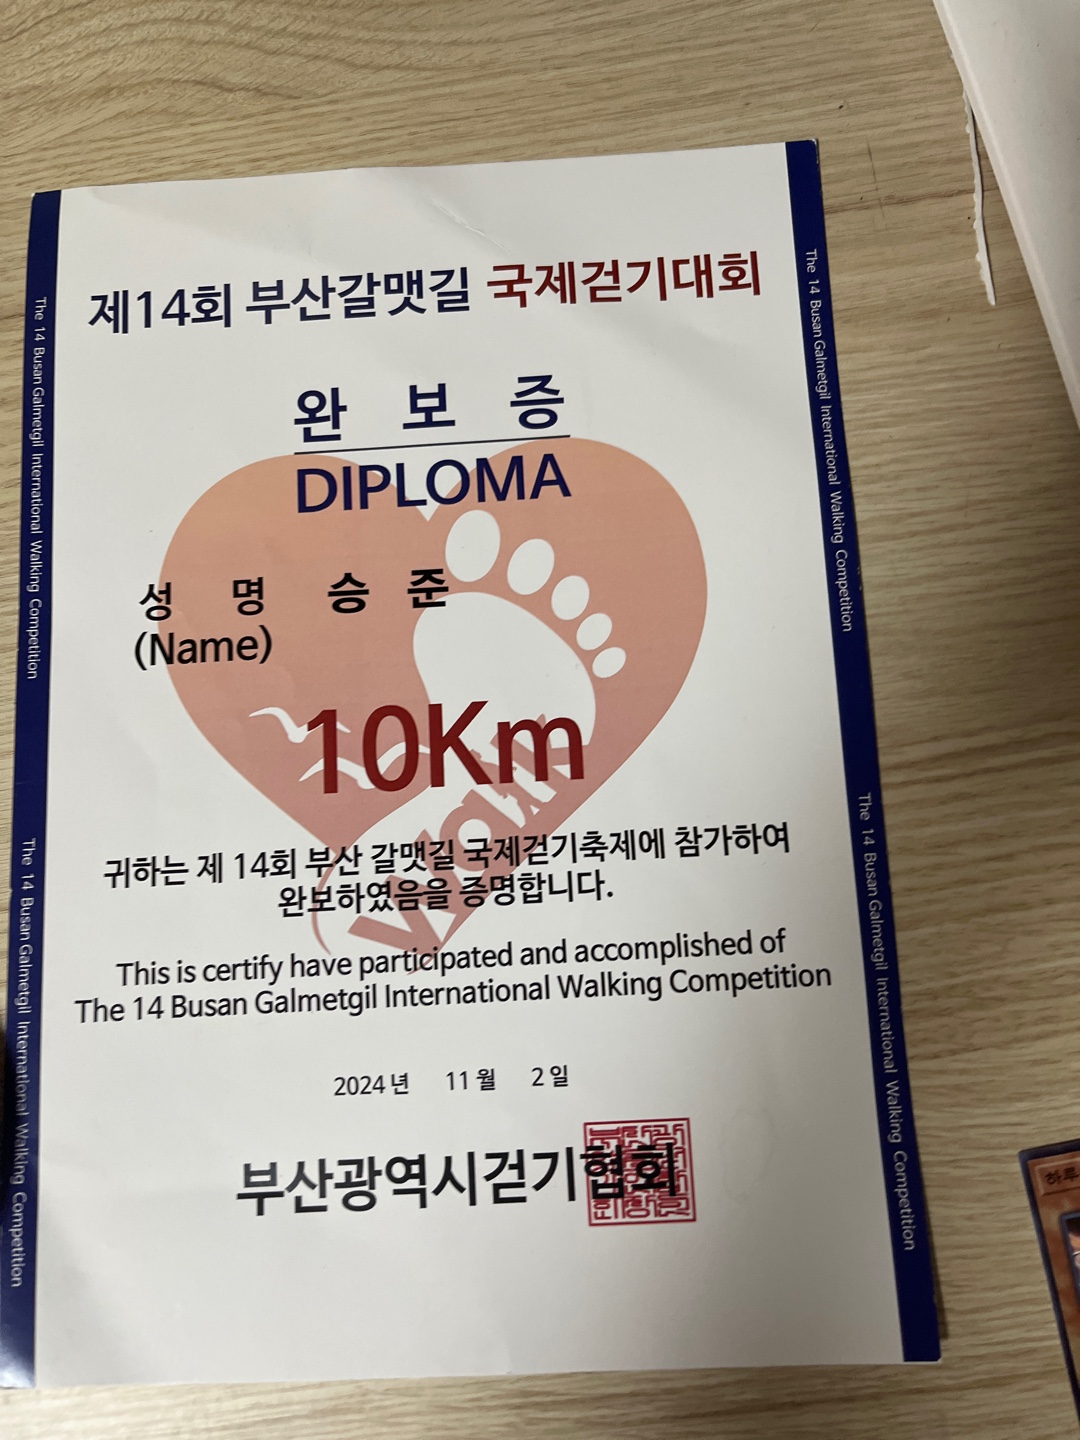 제14회 부산갈맷길 국제걷기대회
완 보 증
DIPLOMA
성 명 승 준
(Name)
10Km
Walk
귀하는 제 14회 부산 갈맷길 국제걷기축제에 참가하여
완보하였음을 증명합니다.
This is certify have participated and accomplished of
The 14 Busan Galmetgil International Walking Competition
2024 년 11 월 2 일
부산광역시걷기협회
The 14 Busan Galmetgil International Walking Competition
The 14 Busan Galmetgil International Walking Competition
The 14 Busan Galmetgil International Walking Competition
The 14 Busan Galmetgil International Walking Competition
하루